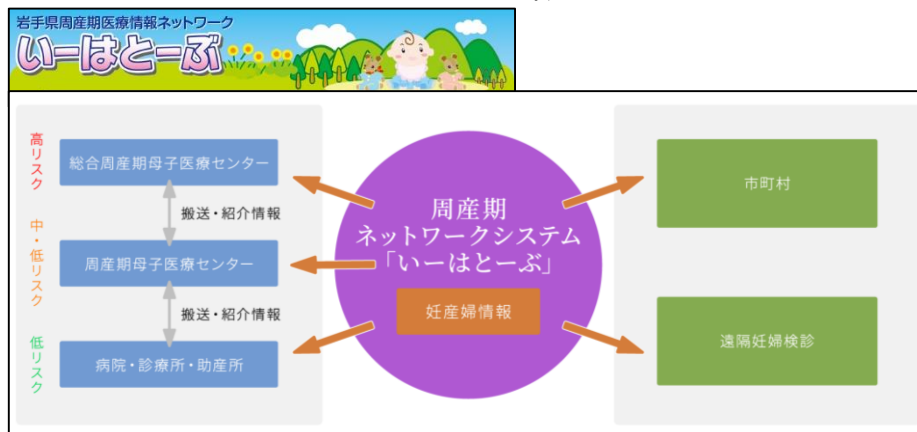 岩手県周産期医療情報ネットワーク
いーはとーぶ
高リスク
総合周産期母子医療センター
搬送・紹介情報
中・低リスク
周産期母子医療センター
搬送・紹介情報
低リスク
病院・診療所・助産所
周産期
ネットワークシステム
「いーはとーぶ」
妊産婦情報
市町村
遠隔妊婦検診